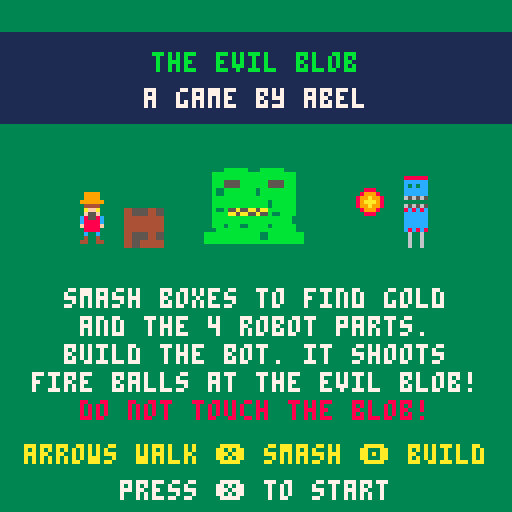 THE EVIL BLOB
A GAME BY ABEL
SMASH BOXES TO FIND GOLD
AND THE 4 ROBOT PARTS.
BUILD THE BOT. IT SHOOTS
FIRE BALLS AT THE EVIL BLOB!
DO NOT TOUCH THE BLOB!
ARROWS WALK ❎ SMASH 🅾️ BUILD
PRESS ❎ TO START